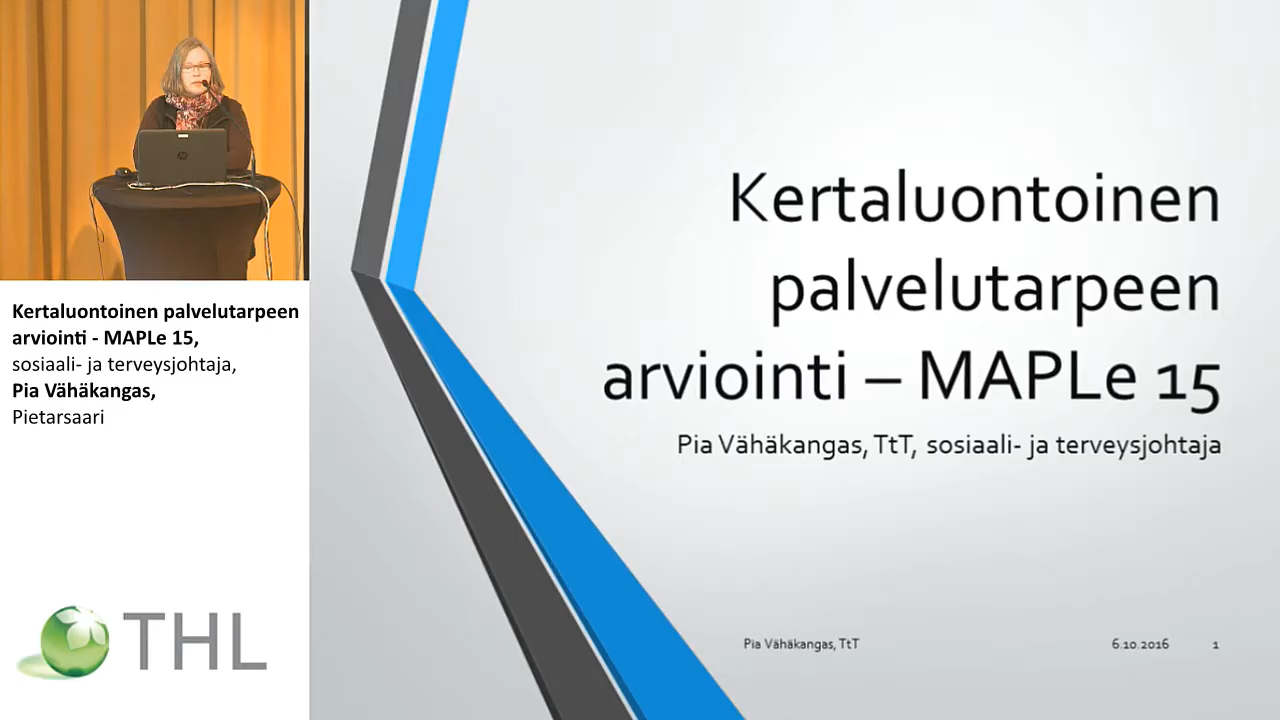 Kertaluontoinen palvelutarpeen
arviointi - MAPLe 15,
sosiaali- ja terveysjohtaja,
Pia Vähäkangas,
Pietarsaari
THL
Kertaluontoinen
palvelutarpeen
arviointi – MAPLe 15
Pia Vähäkangas, TtT, sosiaali- ja terveysjohtaja
Pia Vähäkangas, TtT
6.10.2016
1